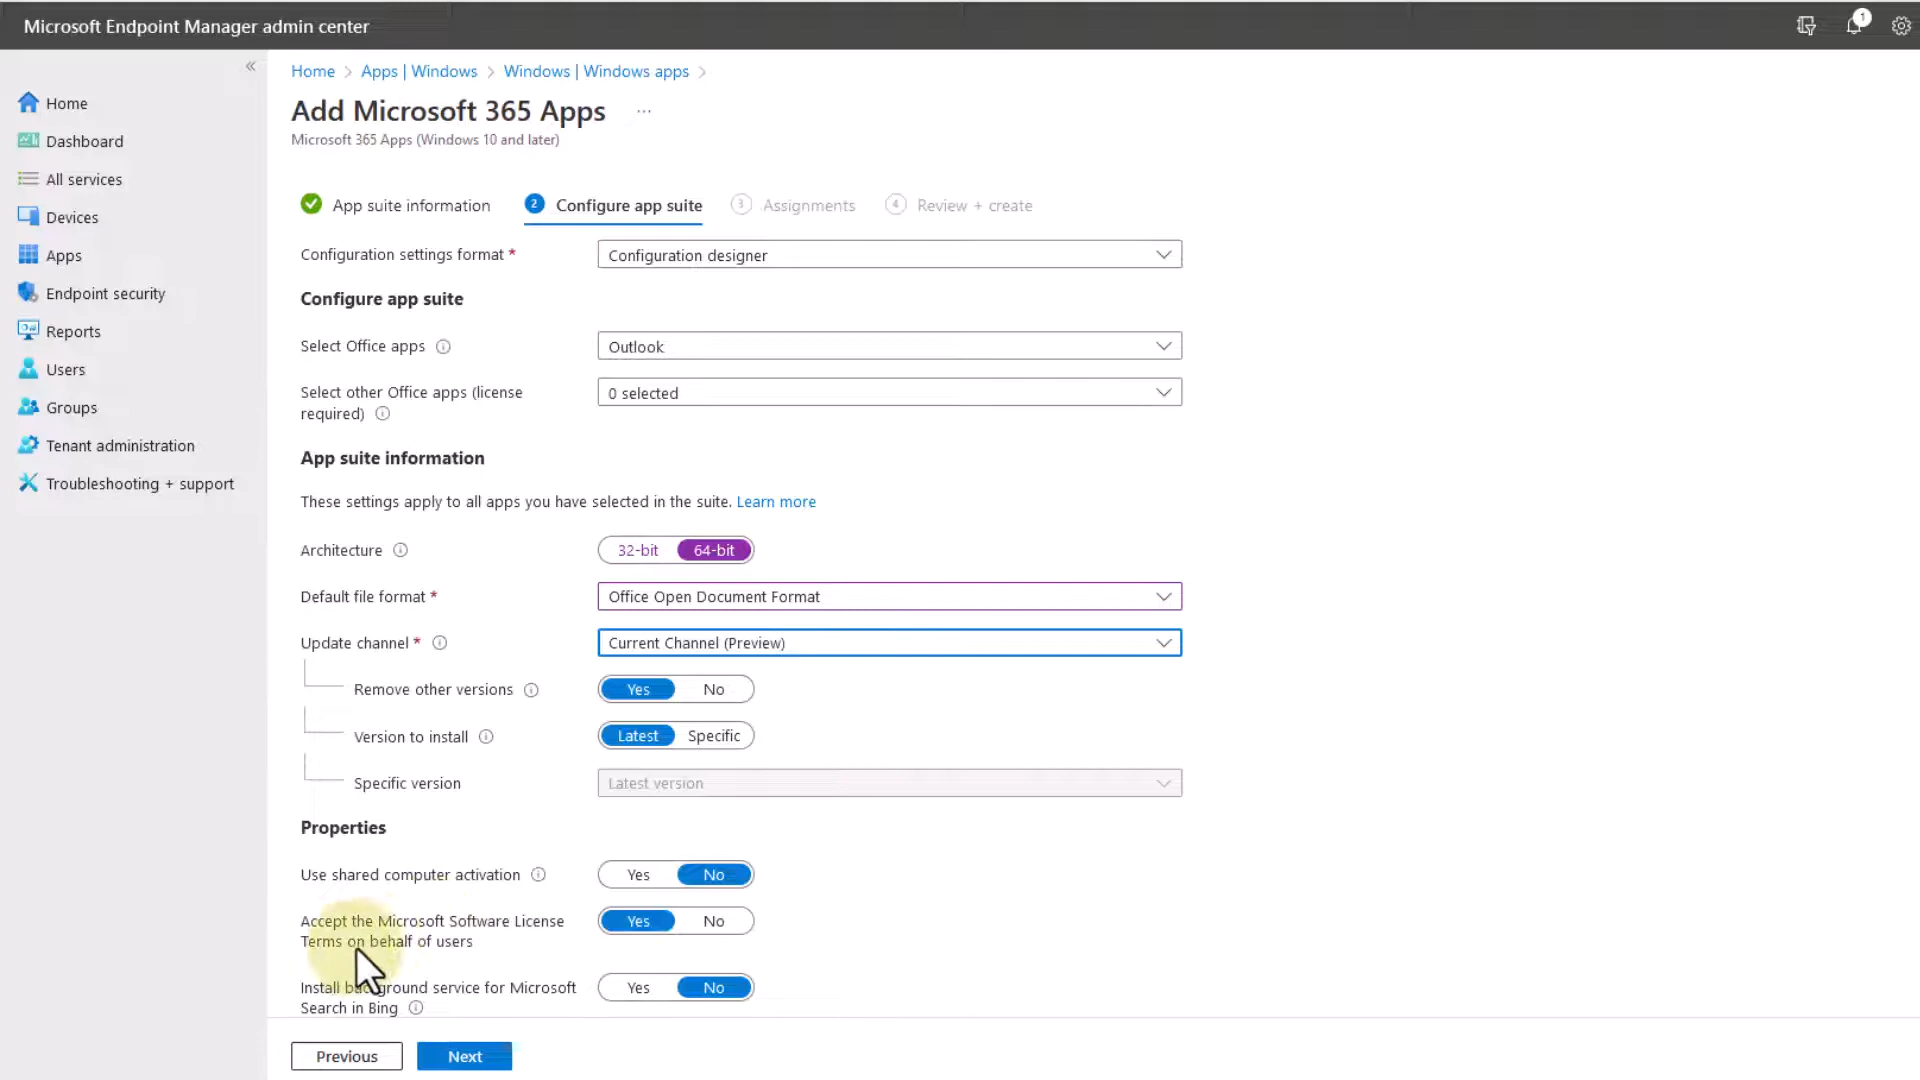 Microsoft Endpoint Manager admin center
1
«
Home
Dashboard
All services
Devices
Apps
Endpoint security
Reports
Users
Groups
Tenant administration
Troubleshooting + support
Home > Apps | Windows > Windows | Windows apps >
Add Microsoft 365 Apps ...
Microsoft 365 Apps (Windows 10 and later)
App suite information 2 Configure app suite 3 Assignments 4 Review + create
Configuration settings format * Configuration designer
Configure app suite
Select Office apps Outlook
Select other Office apps (license
required) 0 selected
App suite information
These settings apply to all apps you have selected in the suite. Learn more
Architecture 32-bit 64-bit
Default file format * Office Open Document Format
Update channel * Current Channel (Preview)
Remove other versions Yes No
Version to install Latest Specific
Specific version Latest version
Properties
Use shared computer activation Yes No
Accept the Microsoft Software License
Terms on behalf of users Yes No
Install background service for Microsoft
Search in Bing Yes No
Previous Next